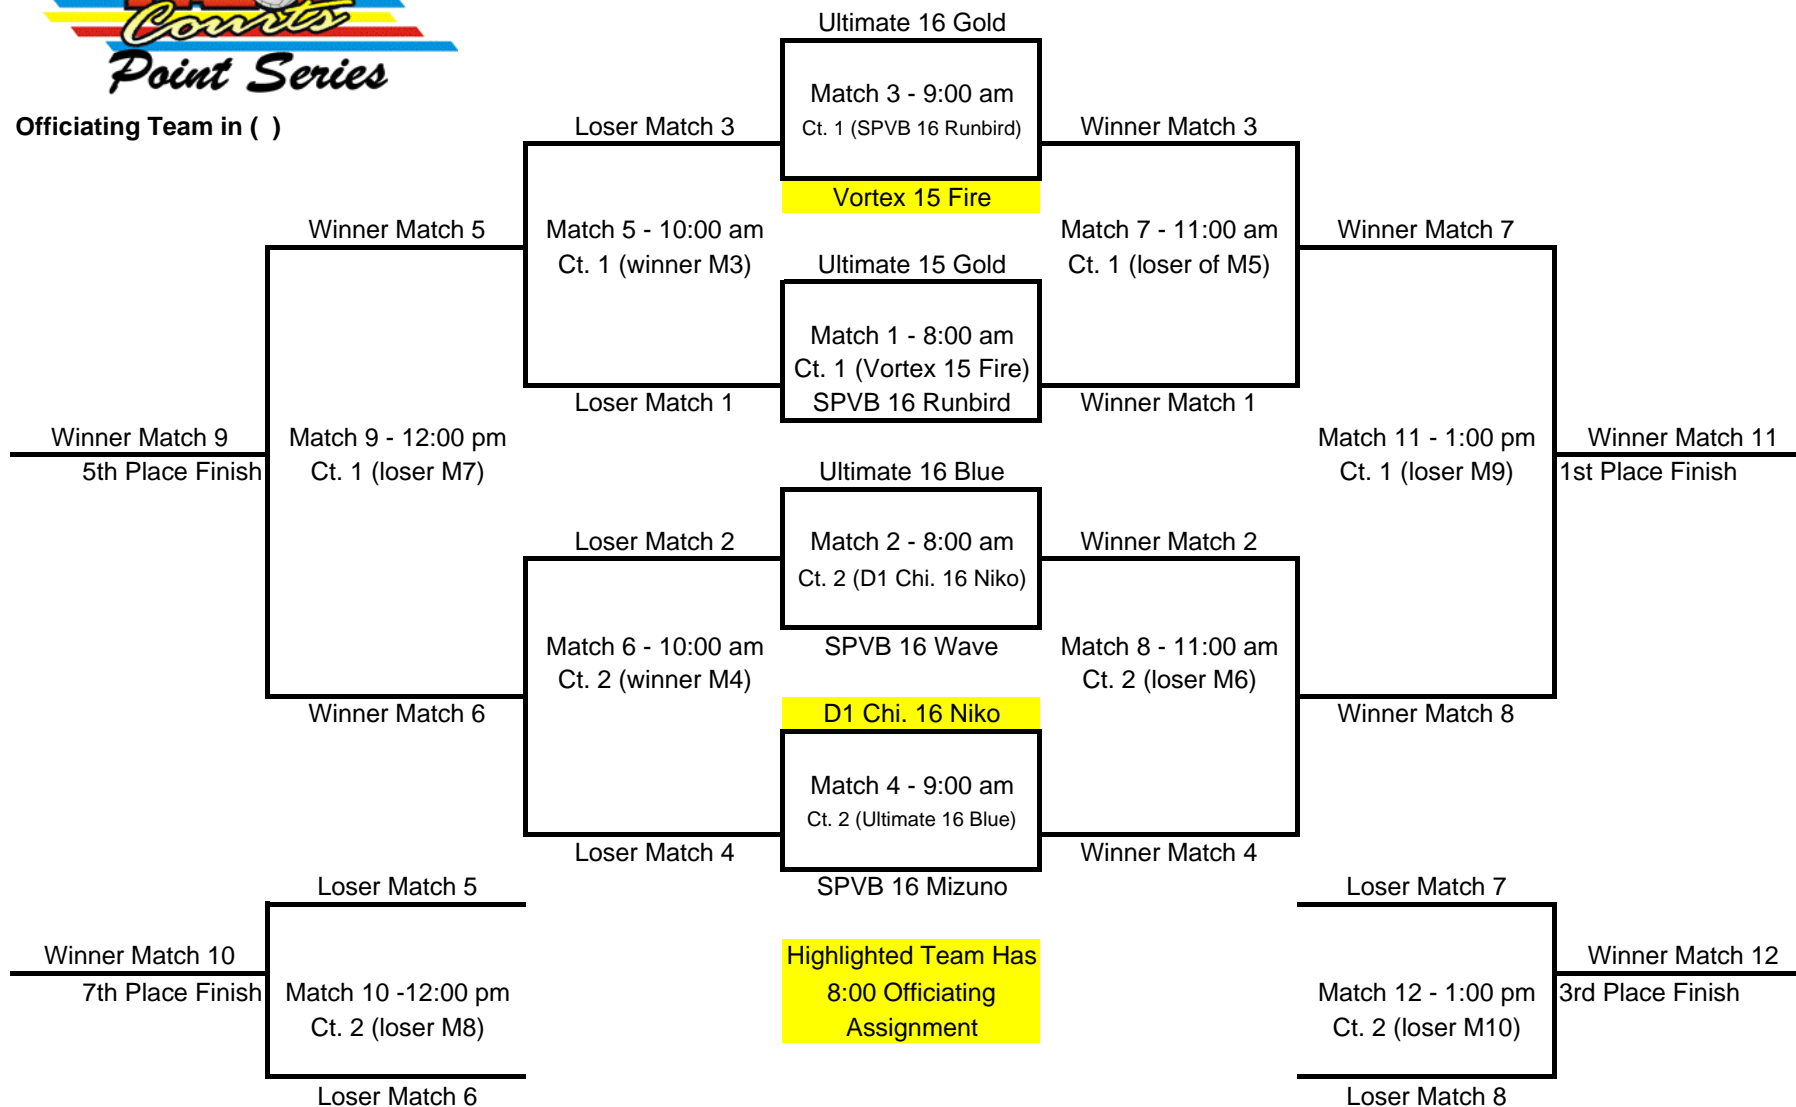 Courts
Point Series
Officiating Team in ( )
Ultimate 16 Gold
Match 3 - 9:00 am
Ct. 1 (SPVB 16 Runbird)
Loser Match 3
Winner Match 3
Vortex 15 Fire
Winner Match 5
Match 5 - 10:00 am
Ct. 1 (winner M3)
Match 7 - 11:00 am
Ct. 1 (loser of M5)
Winner Match 7
Ultimate 15 Gold
Match 1 - 8:00 am
Ct. 1 (Vortex 15 Fire)
SPVB 16 Runbird
Loser Match 1
Winner Match 1
Winner Match 9
5th Place Finish
Match 9 - 12:00 pm
Ct. 1 (loser M7)
Match 11 - 1:00 pm
Ct. 1 (loser M9)
Winner Match 11
1st Place Finish
Ultimate 16 Blue
Loser Match 2
Match 2 - 8:00 am
Ct. 2 (D1 Chi. 16 Niko)
Winner Match 2
SPVB 16 Wave
Match 6 - 10:00 am
Ct. 2 (winner M4)
Match 8 - 11:00 am
Ct. 2 (loser M6)
Winner Match 6
D1 Chi. 16 Niko
Winner Match 8
Match 4 - 9:00 am
Ct. 2 (Ultimate 16 Blue)
Loser Match 4
Winner Match 4
SPVB 16 Mizuno
Loser Match 5
Loser Match 7
Winner Match 10
7th Place Finish
Match 10 -12:00 pm
Ct. 2 (loser M8)
Loser Match 6
Highlighted Team Has
8:00 Officiating
Assignment
Match 12 - 1:00 pm
Ct. 2 (loser M10)
Winner Match 12
3rd Place Finish
Loser Match 8